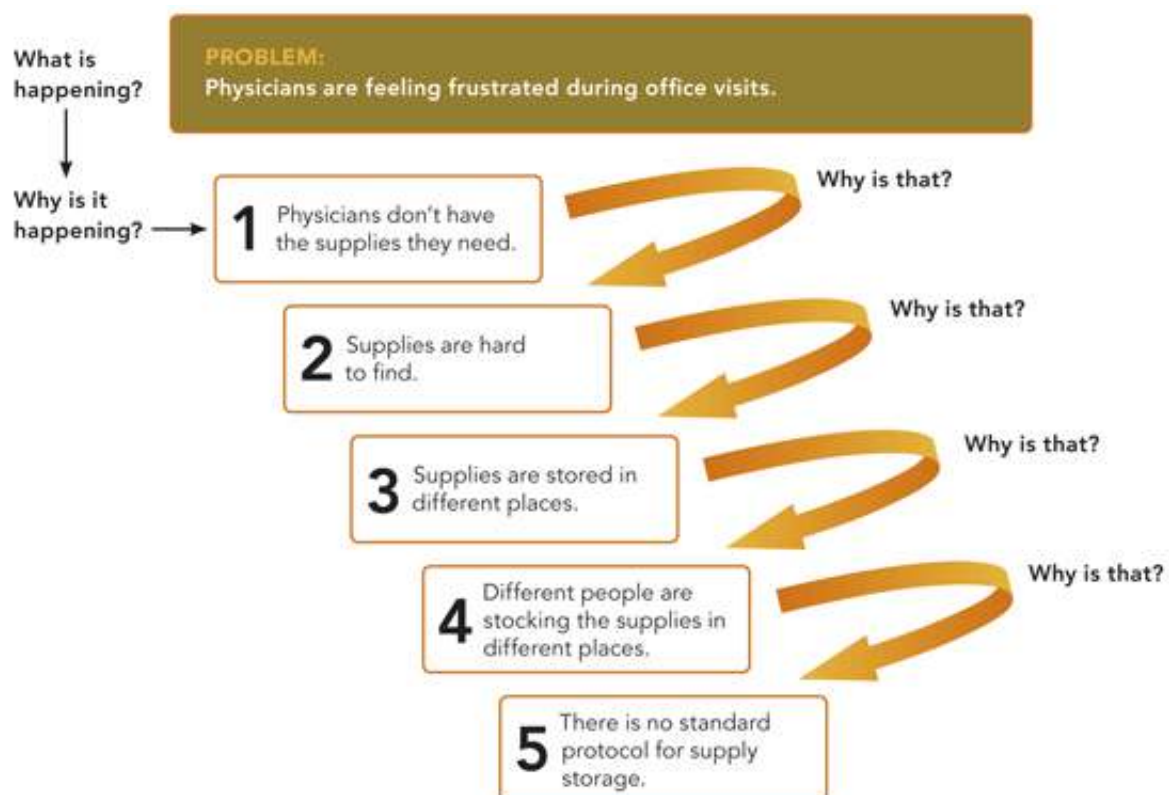 What is
happening?
PROBLEM:
Physicians are feeling frustrated during office visits.
Why is it
happening?
1 Physicians don't have
the supplies they need.
Why is that?
2 Supplies are hard
to find.
Why is that?
3 Supplies are stored in
different places.
Why is that?
4 Different people are
stocking the supplies in
different places.
Why is that?
5 There is no standard
protocol for supply
storage.